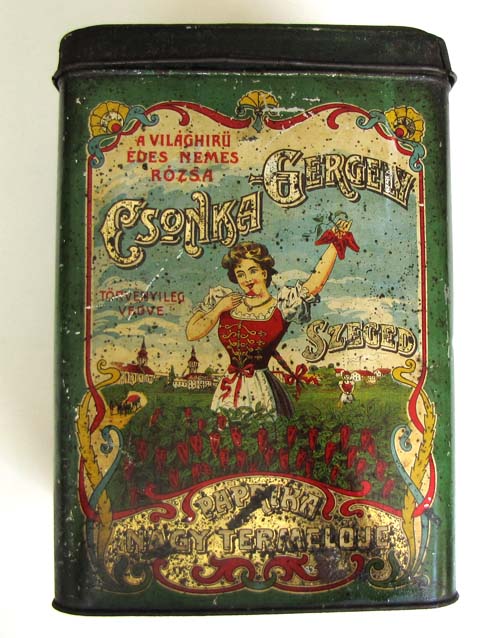 A VILÁGHIRŰ
ÉDES NEMES
RÓZSA
CSONKA GERGELY
TÖRVÉNYILEG
VÉDVE
SZEGED
PAPRIKA
NAGY TERMELŐJE